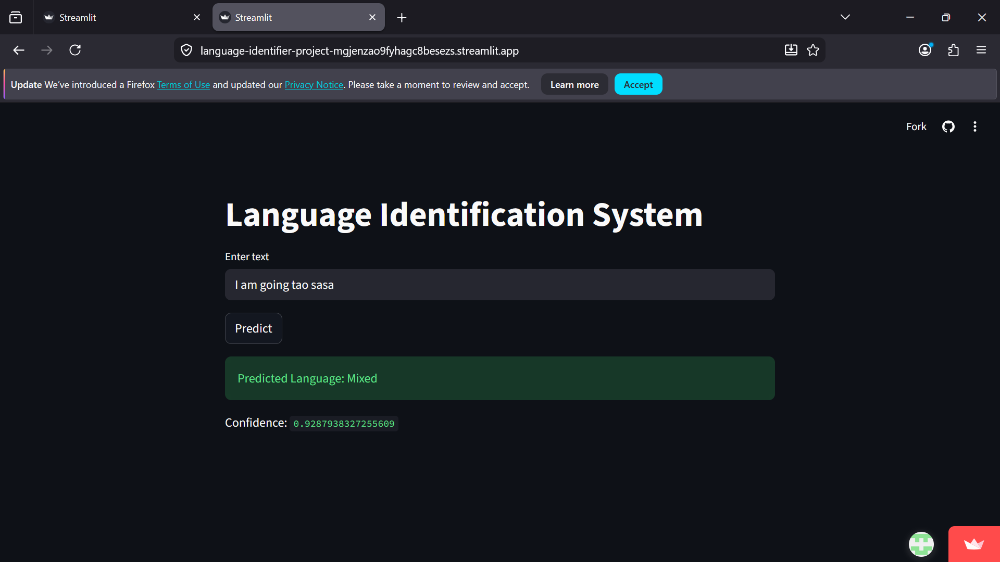 Streamlit
Streamlit
language-identifier-project-mgjenzao9fyhagc8besezs.streamlit.app
Update We've introduced a Firefox Terms of Use and updated our Privacy Notice. Please take a moment to review and accept. Learn more Accept
Fork
Language Identification System
Enter text
I am going tao sasa
Predict
Predicted Language: Mixed
Confidence: 0.9287938327255609